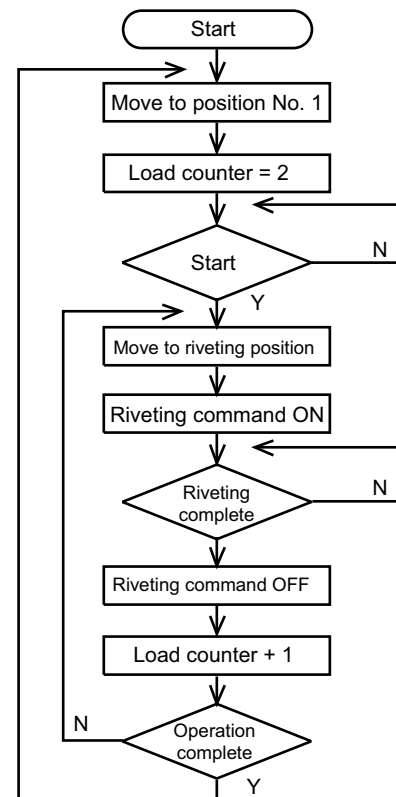 Start
Move to position No. 1
Load counter = 2
Start
N
Y
Move to riveting position
Riveting command ON
Riveting
complete
N
Riveting command OFF
Load counter + 1
Operation
complete
N
Y